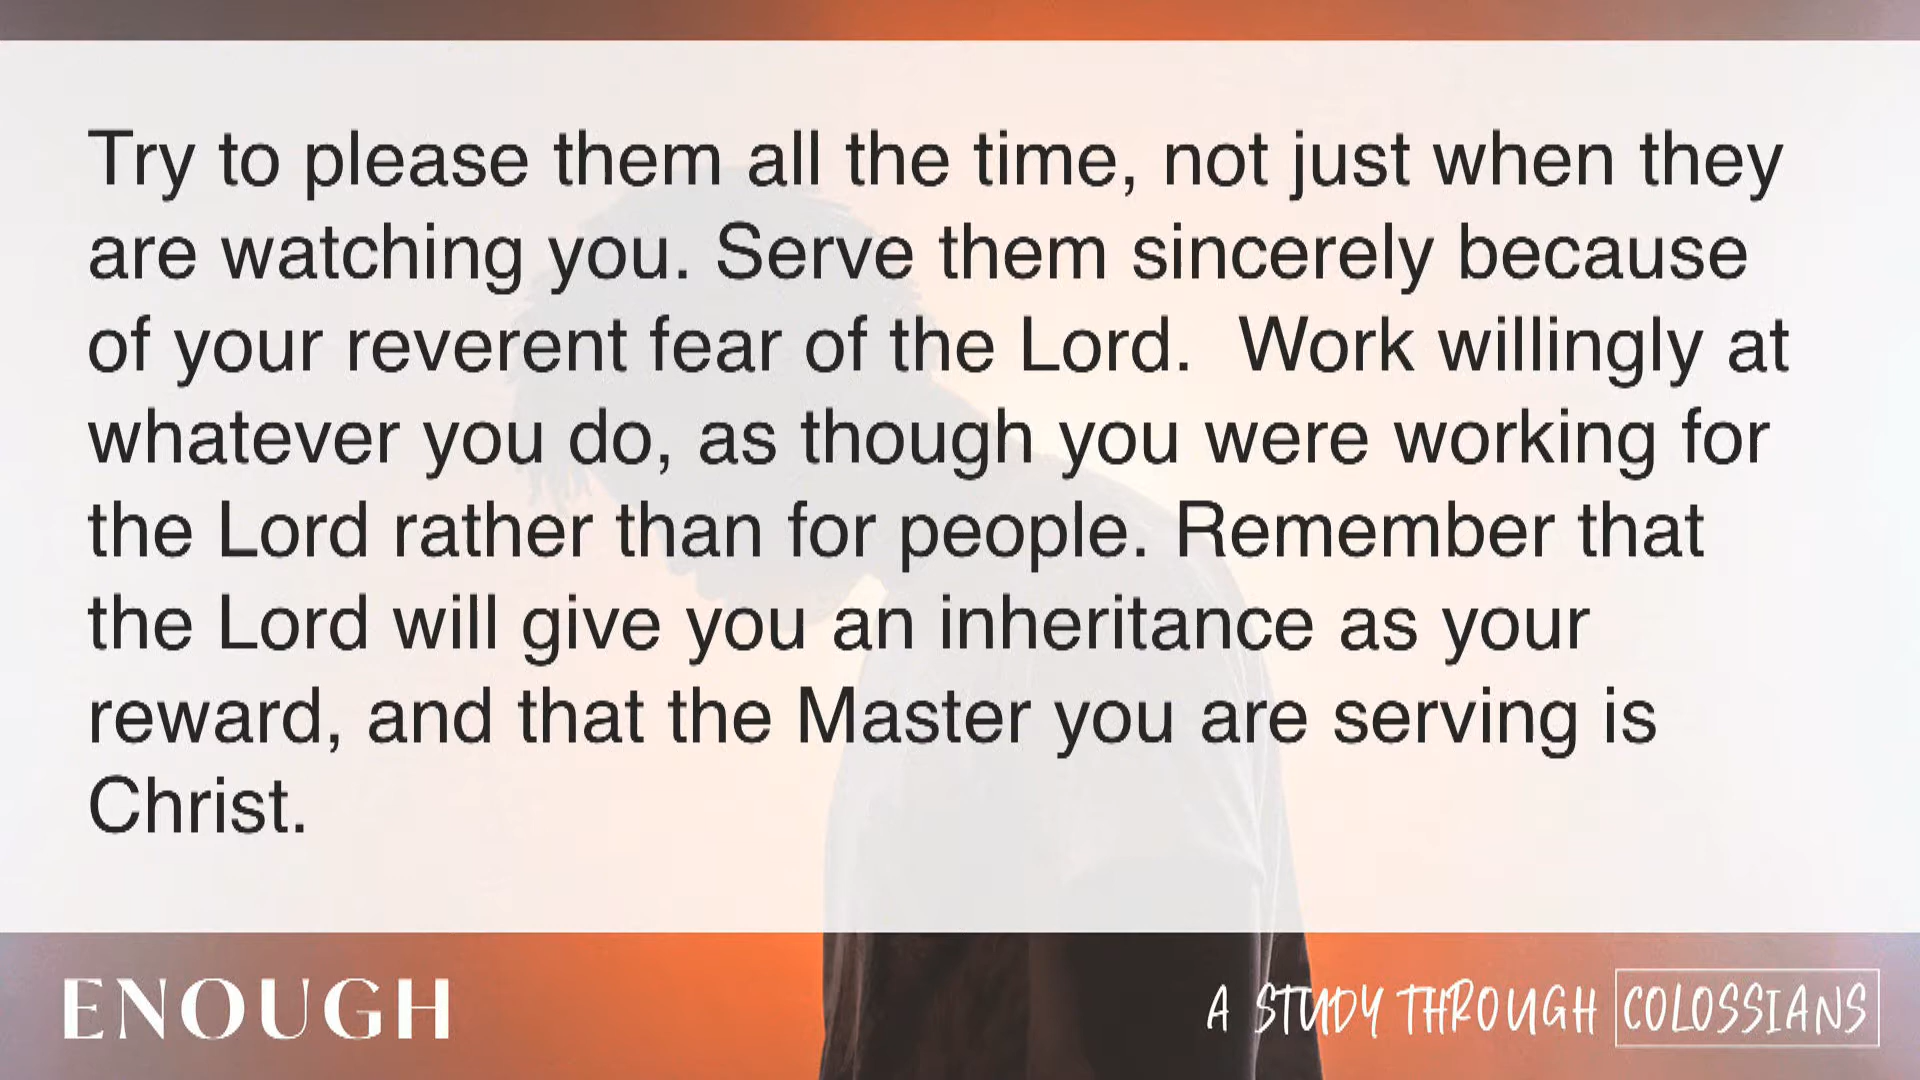 Try to please them all the time, not just when they
are watching you. Serve them sincerely because
of your reverent fear of the Lord.  Work willingly at
whatever you do, as though you were working for
the Lord rather than for people. Remember that
the Lord will give you an inheritance as your
reward, and that the Master you are serving is
Christ.
ENOUGH
A STUDY THROUGH COLOSSIANS